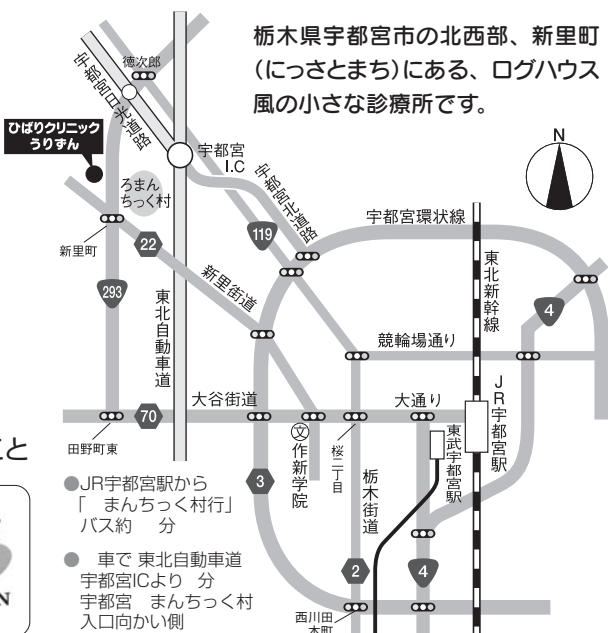 栃木県宇都宮市の北西部、新里町
(にっさとまち)にある、ログハウス
風の小さな診療所です。
徳次郎
宇都宮日光道路
ひばりクリニック
うりずん
宇都宮
I.C
N
ろまん
ちっく村
宇都宮北道路
宇都宮環状線
119
新里町
22
新里街道
東北新幹線
293
東北自動車道
4
競輪場通り
JR宇都宮駅
大谷街道
大通り
70
田野町東
文
作新学院
桜二丁目
東武宇都宮駅
栃木街道
3
2
4
西川田
本町
と
●JR宇都宮駅から
「 まんちっく村行」
バス約 分
● 車で 東北自動車道
宇都宮ICより 分
宇都宮 まんちっく村
入口向かい側
N